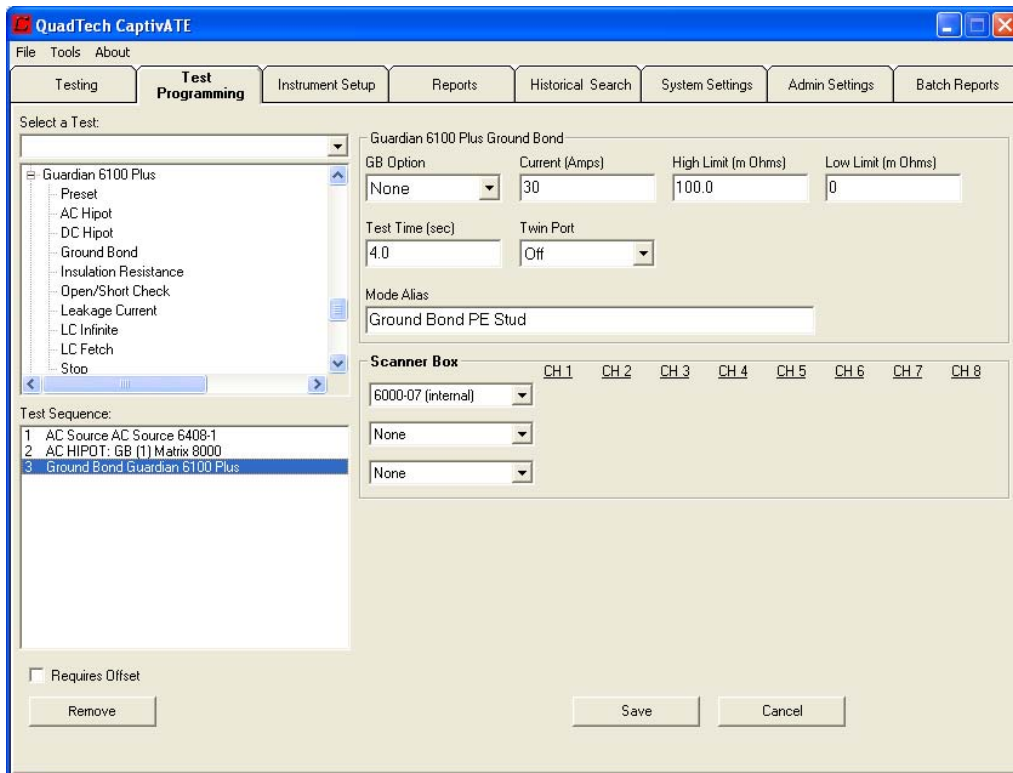 QuadTech CaptivATE
File Tools About
Testing
Test Programming
Instrument Setup
Reports
Historical Search
System Settings
Admin Settings
Batch Reports
Select a Test:
Guardian 6100 Plus
Preset
AC Hipot
DC Hipot
Ground Bond
Insulation Resistance
Open/Short Check
Leakage Current
LC Infinite
LC Fetch
Stop
Test Sequence:
1 AC Source AC Source 6408-1
2 AC HIPOT: GB (1) Matrix 8000
3 Ground Bond Guardian 6100 Plus
Requires Offset
Remove
Guardian 6100 Plus Ground Bond
GB Option Current (Amps) High Limit (m Ohms) Low Limit (m Ohms)
None 30 100.0 0
Test Time (sec) Twin Port
4.0 Off
Mode Alias
Ground Bond PE Stud
Scanner Box CH 1 CH 2 CH 3 CH 4 CH 5 CH 6 CH 7 CH 8
6000-07 (internal)
None
None
Save Cancel